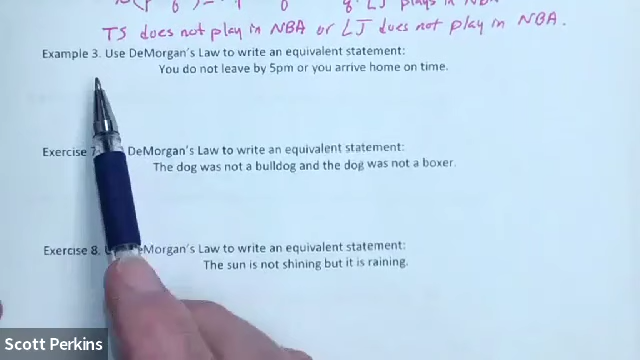 TS does not play in NBA or LJ does not play in NBA.
Example 3. Use DeMorgan's Law to write an equivalent statement:
You do not leave by 5pm or you arrive home on time.
Exercise 7. DeMorgan's Law to write an equivalent statement:
The dog was not a bulldog and the dog was not a boxer.
Exercise 8. DeMorgan's Law to write an equivalent statement:
The sun is not shining but it is raining.
Scott Perkins